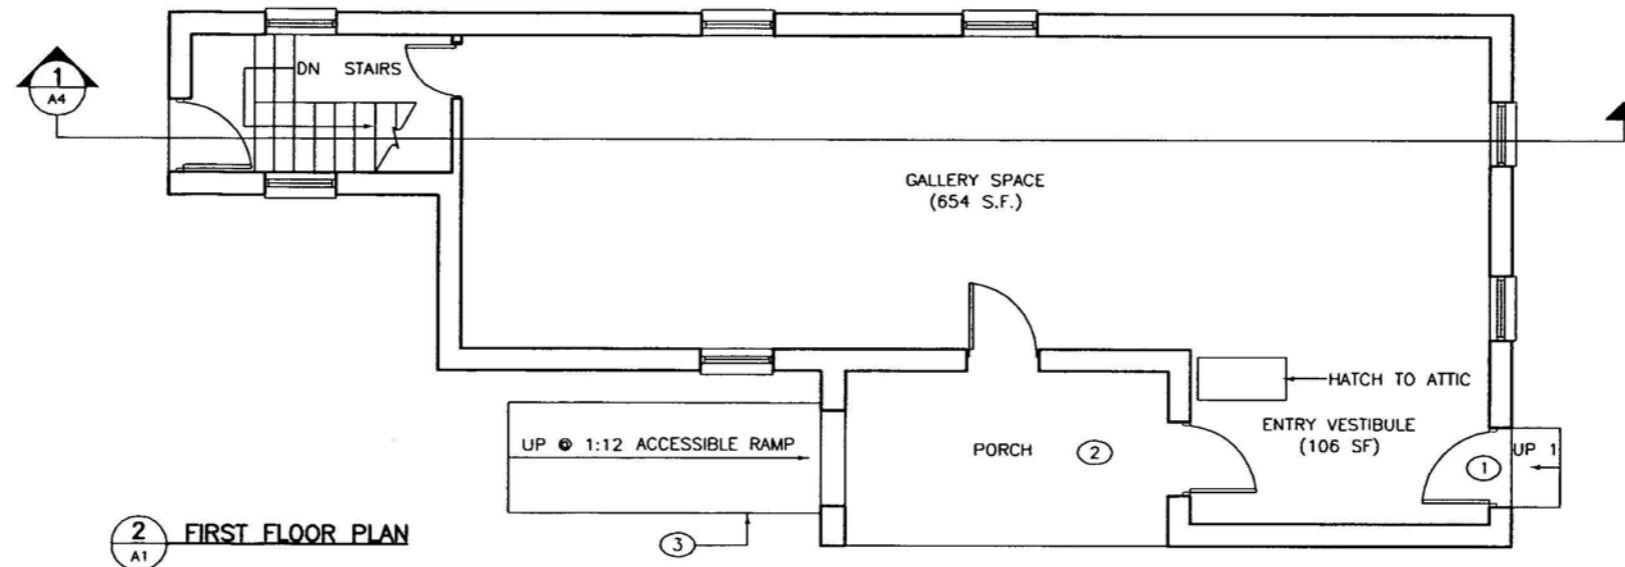 1
A4
DN STAIRS
GALLERY SPACE
(654 S.F.)
HATCH TO ATTIC
ENTRY VESTIBULE
(106 SF)
UP @ 1:12 ACCESSIBLE RAMP
PORCH
2
1
UP 1
3
2
A1
FIRST FLOOR PLAN